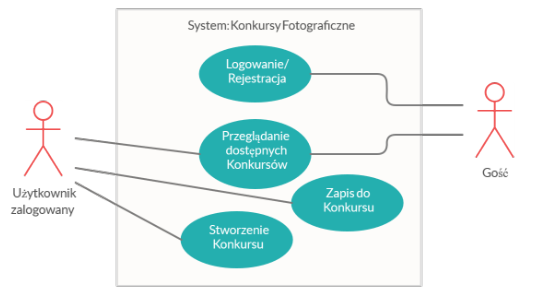 System: Konkursy Fotograficzne
Logowanie/
Rejestracja
Przeglądanie
dostępnych
Konkursów
Gość
Użytkownik
zalogowany
Zapis do
Konkursu
Stworzenie
Konkursu